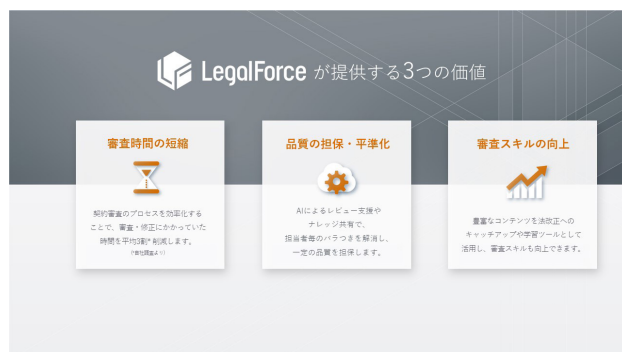 LegalForce が提供する3つの価値
審査時間の短縮
契約審査のプロセスを効率化する
ことで、審査・修正にかかっていた
時間を平均3割* 削減します。
(*自社調査より)
品質の担保・平準化
AIによるレビュー支援や
ナレッジ共有で、
担当者毎のバラつきを解消し、
一定の品質を担保します。
審査スキルの向上
豊富なコンテンツを法改正への
キャッチアップや学習ツールとして
活用し、審査スキルも向上できます。